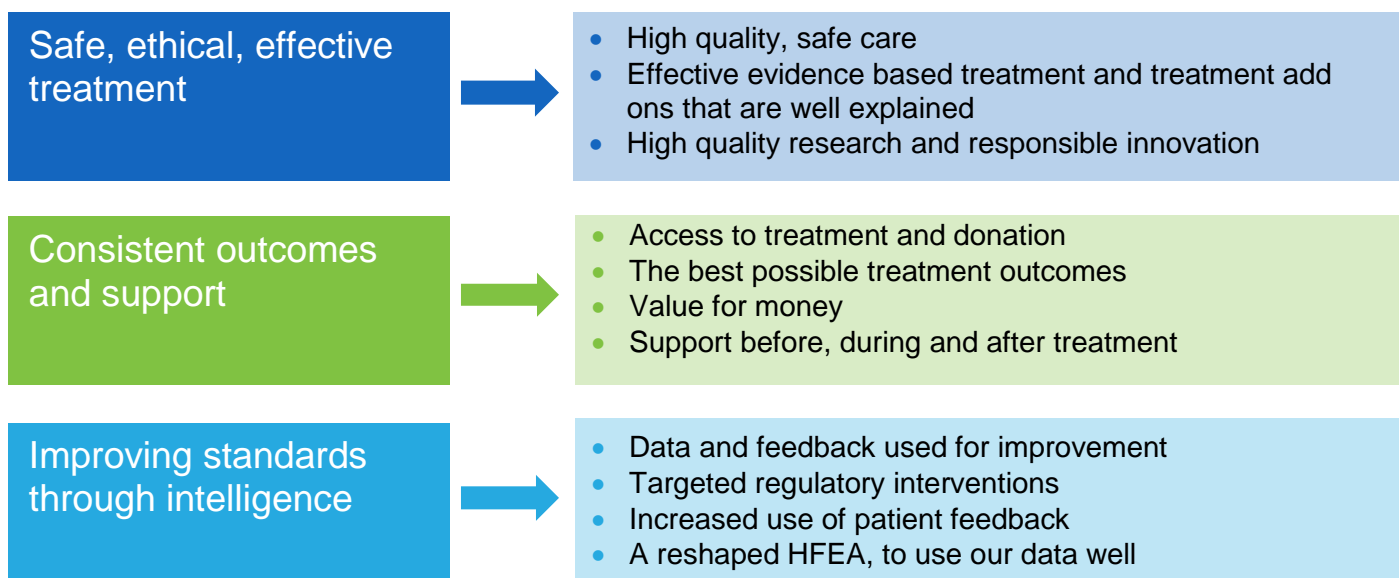 Safe, ethical, effective
treatment
• High quality, safe care
• Effective evidence based treatment and treatment add
ons that are well explained
• High quality research and responsible innovation
Consistent outcomes
and support
• Access to treatment and donation
• The best possible treatment outcomes
• Value for money
• Support before, during and after treatment
Improving standards
through intelligence
• Data and feedback used for improvement
• Targeted regulatory interventions
• Increased use of patient feedback
• A reshaped HFEA, to use our data well